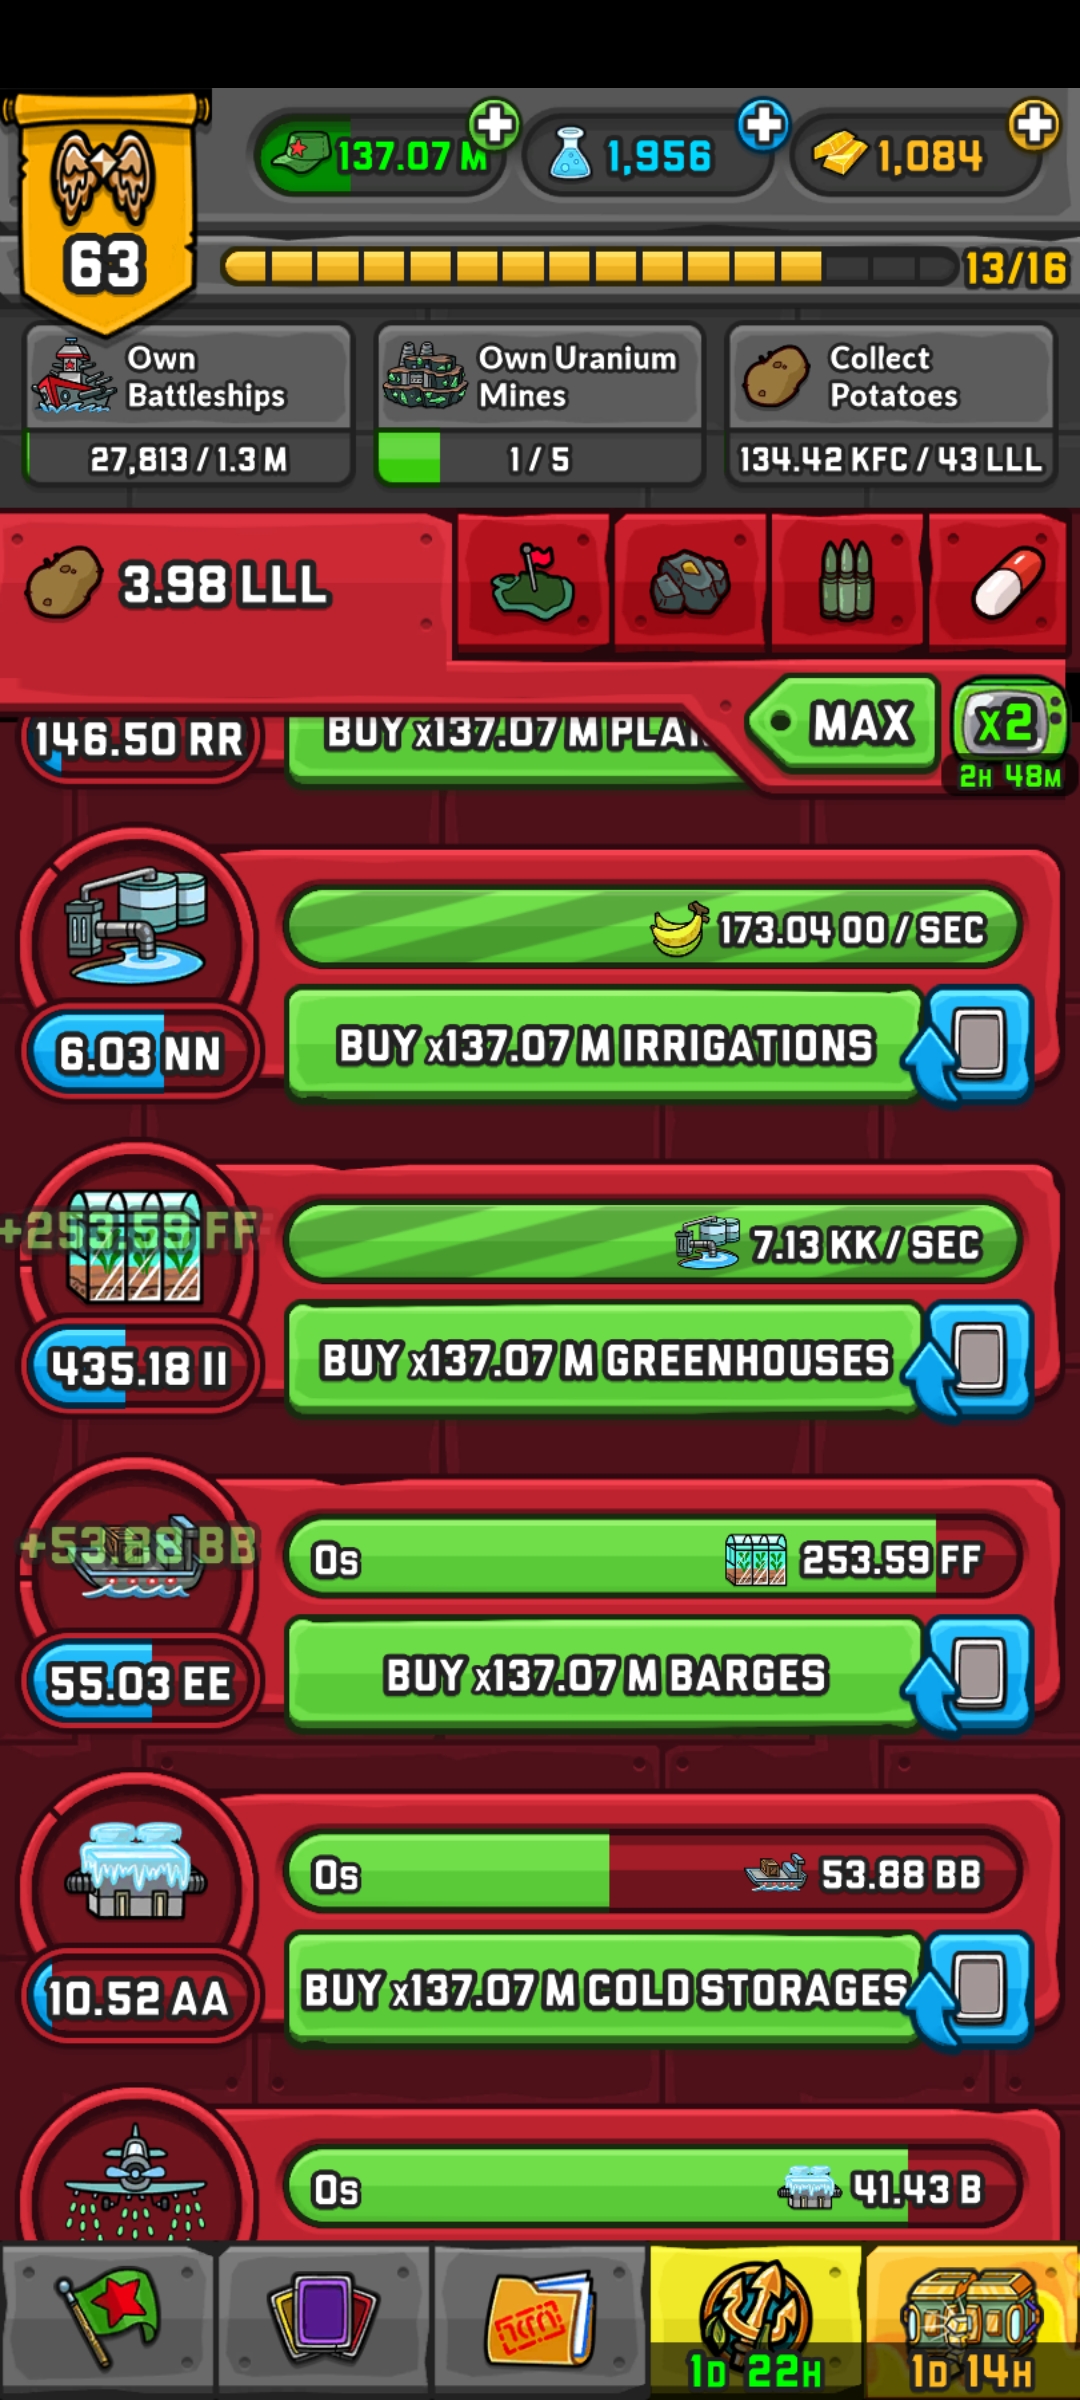 137.07 M
1,956
1,084
63
13/16
Own
Battleships
27,813 / 1.3 M
Own Uranium
Mines
1 / 5
Collect
Potatoes
134.42 KFC / 43 LLL
3.98 LLL
MAX
X2
2H 48M
146.50 RR
BUY x137.07 M
173.04 OO / SEC
6.03 NN
BUY x137.07 M IRRIGATIONS
+253.59 FF
7.13 KK / SEC
435.18 II
BUY x137.07 M GREENHOUSES
+53.88 BB
0s
253.59 FF
55.03 EE
BUY x137.07 M BARGES
0s
53.88 BB
10.52 AA
BUY x137.07 M COLD STORAGES
0s
41.43 B
1D 22H
1D 14H